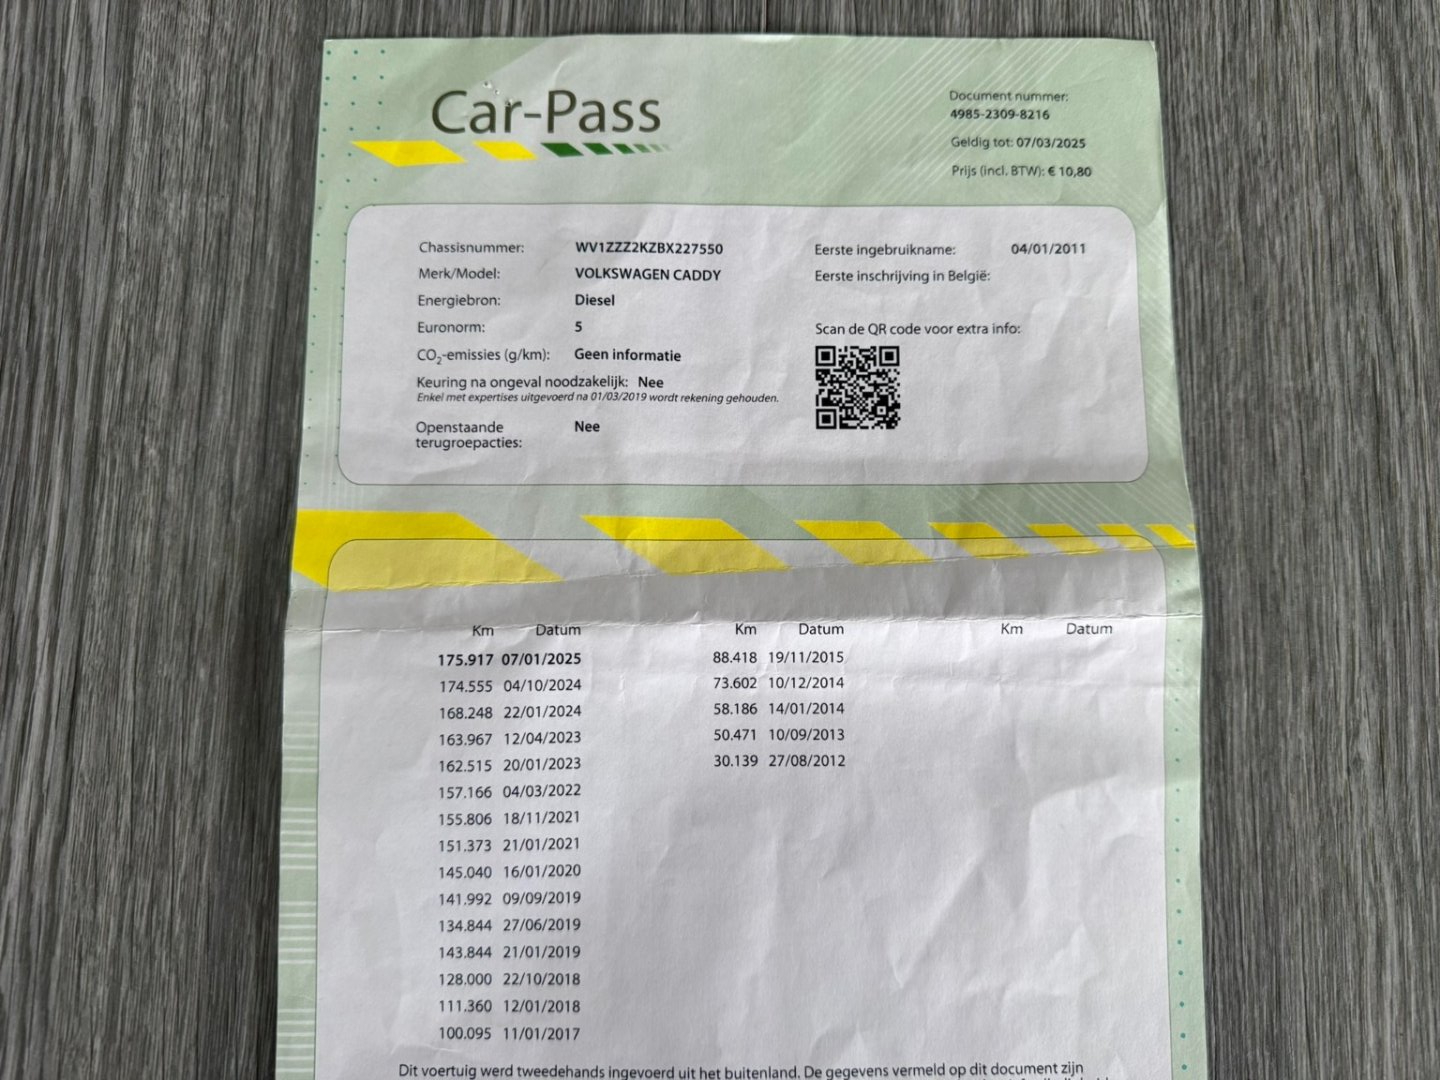 Car-Pass
Document nummer:
4985-2309-8216
Geldig tot: 07/03/2025
Prijs (incl. BTW): € 10,80
Chassisnummer: WV1ZZZ2KZBX227550
Merk/Model: VOLKSWAGEN CADDY
Energiebron: Diesel
Euronorm: 5
CO2-emissies (g/km): Geen informatie
Keuring na ongeval noodzakelijk: Nee
Enkel met expertises uitgevoerd na 01/03/2019 wordt rekening gehouden.
Openstaande Nee
terugroepacties:
Eerste ingebruikname: 04/01/2011
Eerste inschrijving in België:
Scan de QR code voor extra info:
Km Datum
175.917 07/01/2025
174.555 04/10/2024
168.248 22/01/2024
163.967 12/04/2023
162.515 20/01/2023
157.166 04/03/2022
155.806 18/11/2021
151.373 21/01/2021
145.040 16/01/2020
141.992 09/09/2019
134.844 27/06/2019
143.844 21/01/2019
128.000 22/10/2018
111.360 12/01/2018
100.095 11/01/2017
Km Datum
88.418 19/11/2015
73.602 10/12/2014
58.186 14/01/2014
50.471 10/09/2013
30.139 27/08/2012
Km Datum
Dit voertuig werd tweedehands ingevoerd uit het buitenland. De gegevens vermeld op dit document zijn